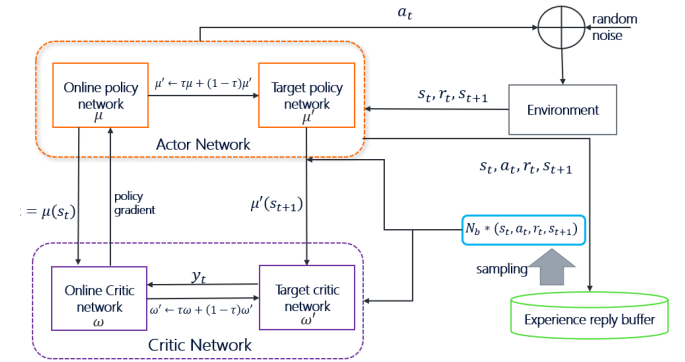 a_t
random
noise
Online policy
network
μ
μ' ← τμ + (1 − τ)μ'
Target policy
network
μ'
Actor Network
s_t, r_t, s_{t+1}
Environment
s_t, a_t, r_t, s_{t+1}
= μ(s_t)
policy
gradient
μ'(s_{t+1})
N_b * (s_t, a_t, r_t, s_{t+1})
sampling
Online Critic
network
ω
y_t
ω' ← τω + (1 − τ)ω'
Target critic
network
ω'
Critic Network
Experience reply buffer